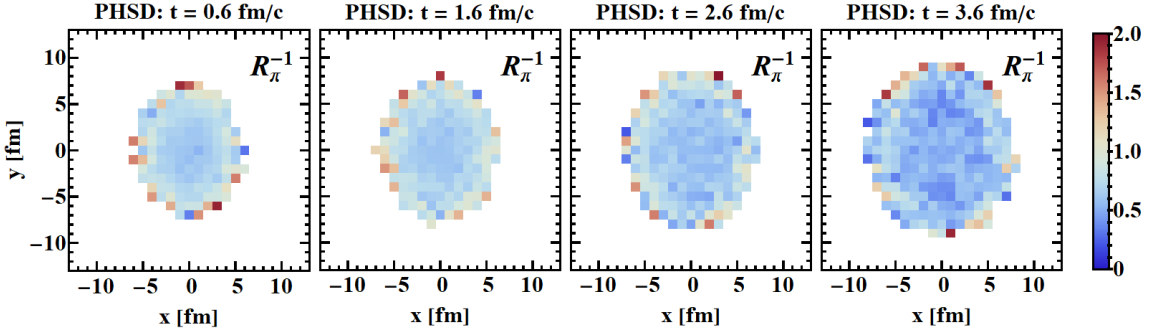 PHSD: t = 0.6 fm/c PHSD: t = 1.6 fm/c PHSD: t = 2.6 fm/c PHSD: t = 3.6 fm/c
R_π^{-1} R_π^{-1} R_π^{-1} R_π^{-1}
10 2.0
5 1.5
0 1.0
−5 0.5
−10 0
y [fm]
−10 −5 0 5 10 −10 −5 0 5 10 −10 −5 0 5 10 −10 −5 0 5 10
x [fm] x [fm] x [fm] x [fm]